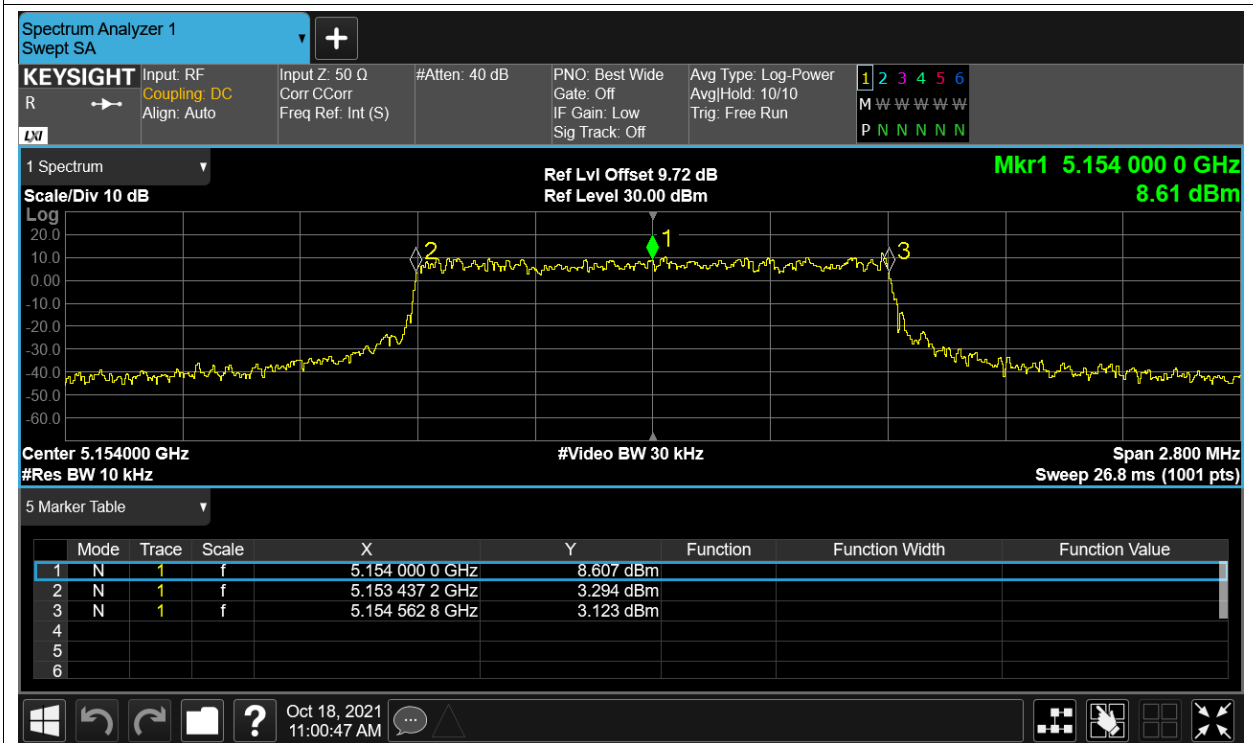 Spectrum Analyzer 1
Swept SA
▼
+
KEYSIGHT Input: RF Input Z: 50 Ω #Atten: 40 dB PNO: Best Wide Avg Type: Log-Power 1 2 3 4 5 6
R Coupling: DC Corr CCorr Gate: Off Avg|Hold: 10/10 M W W W W W
Align: Auto Freq Ref: Int (S) IF Gain: Low Trig: Free Run
LXI Sig Track: Off P N N N N N
1 Spectrum ▼ Ref Lvl Offset 9.72 dB Mkr1 5.154 000 0 GHz
Scale/Div 10 dB Ref Level 30.00 dBm 8.61 dBm
Log
20.0
10.0
0.00
-10.0
-20.0
-30.0
-40.0
-50.0
-60.0
2
1
3
Center 5.154000 GHz #Video BW 30 kHz Span 2.800 MHz
#Res BW 10 kHz Sweep 26.8 ms (1001 pts)
5 Marker Table ▼
Mode Trace Scale X Y Function Function Width Function Value
1 N 1 f 5.154 000 0 GHz 8.607 dBm
2 N 1 f 5.153 437 2 GHz 3.294 dBm
3 N 1 f 5.154 562 8 GHz 3.123 dBm
4
5
6
? Oct 18, 2021
11:00:47 AM